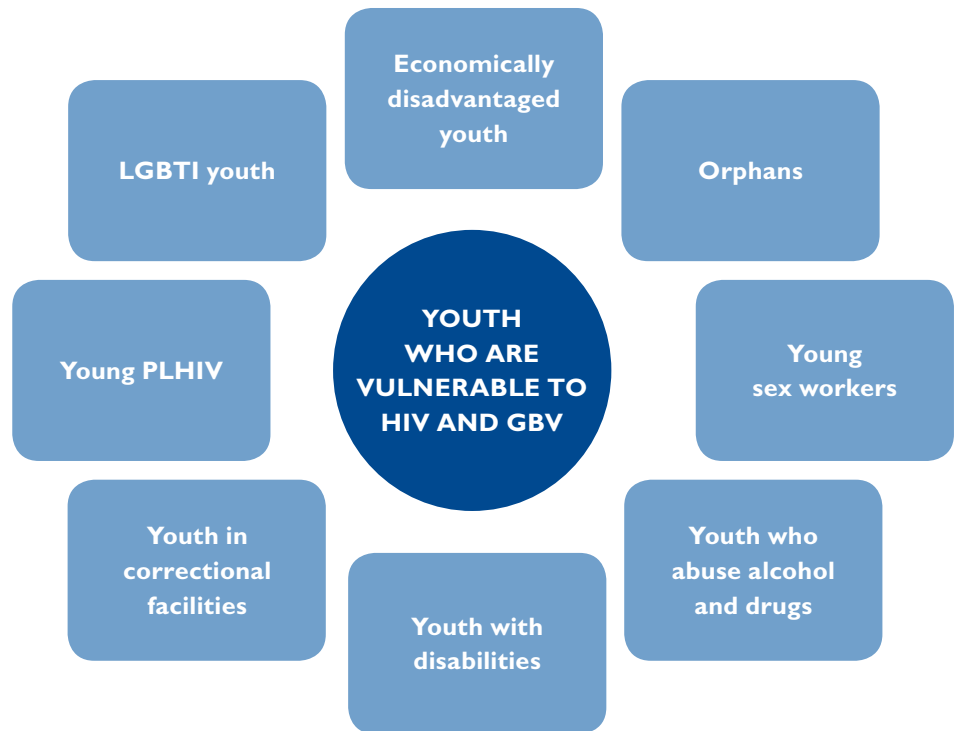 Economically
disadvantaged
youth
Orphans
Young
sex workers
Youth who
abuse alcohol
and drugs
Youth with
disabilities
Youth in
correctional
facilities
Young PLHIV
LGBTI youth
YOUTH
WHO ARE
VULNERABLE TO
HIV AND GBV